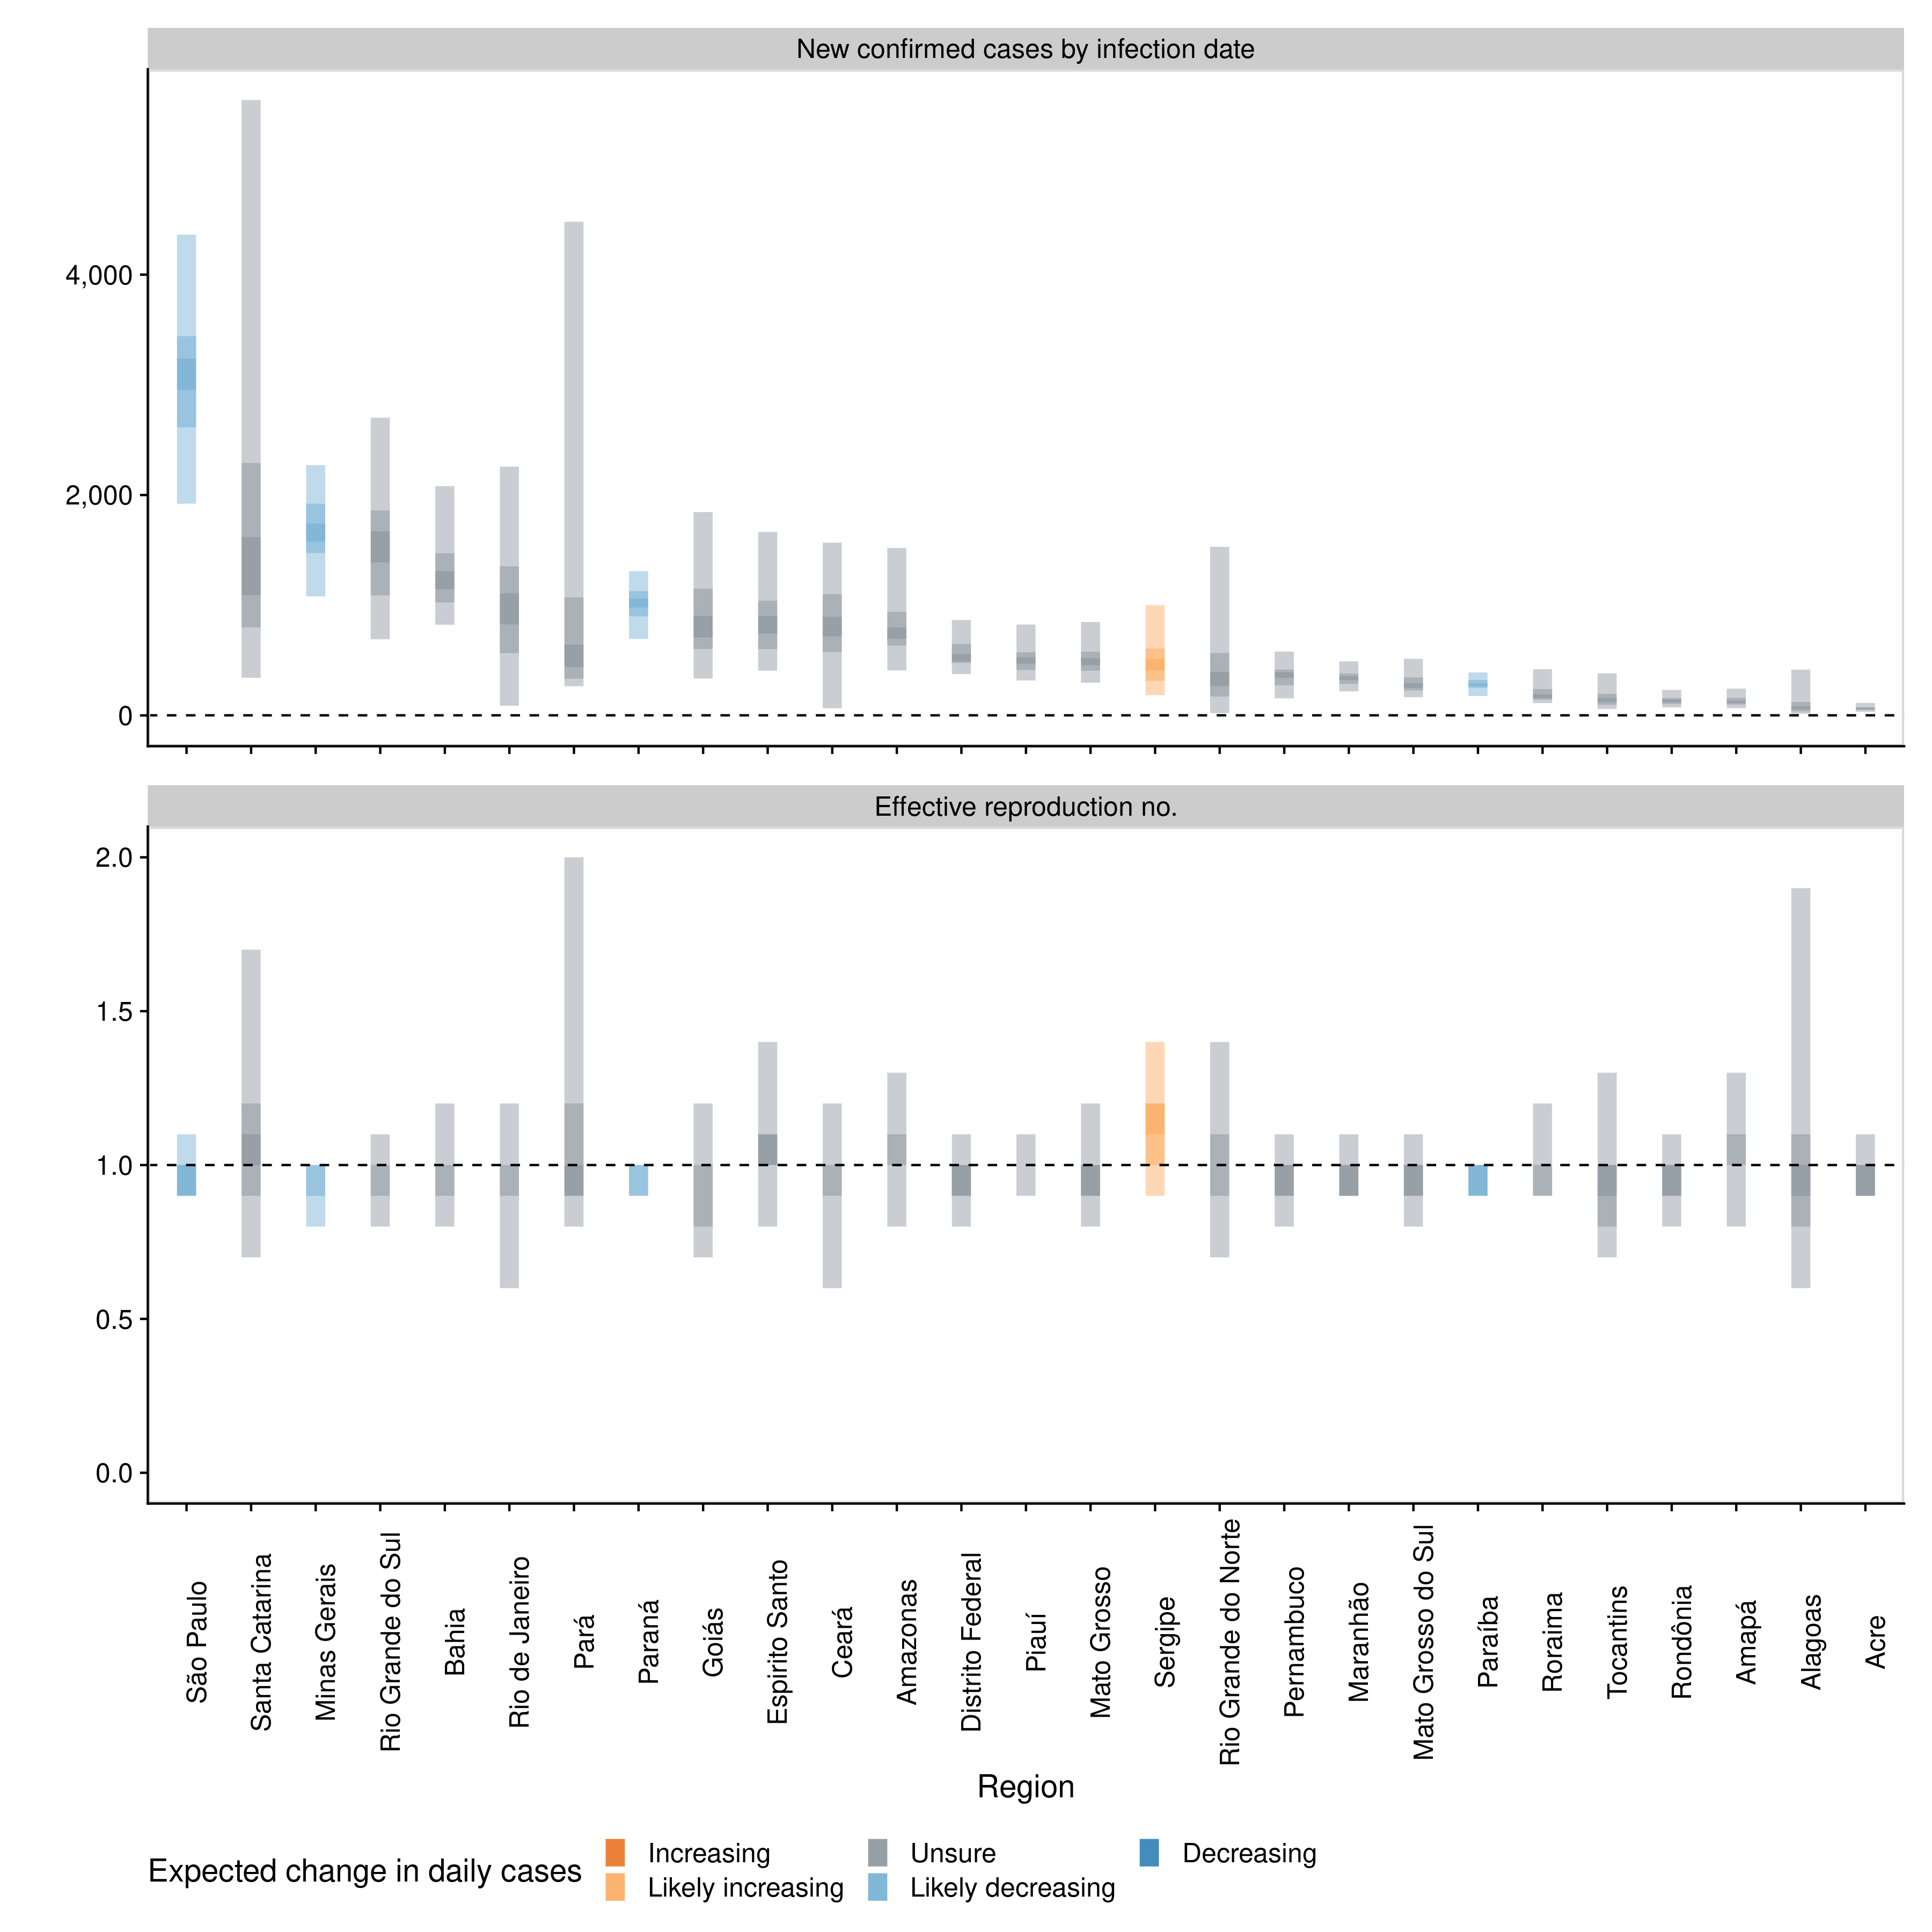 New confirmed cases by infection date
4,000
2,000
0
Effective reproduction no.
2.0
1.5
1.0
0.5
0.0
São Paulo
Santa Catarina
Minas Gerais
Rio Grande do Sul
Bahia
Rio de Janeiro
Pará
Paraná
Goiás
Espirito Santo
Ceará
Amazonas
Distrito Federal
Piauí
Mato Grosso
Sergipe
Rio Grande do Norte
Pernambuco
Maranhão
Mato Grosso do Sul
Paraíba
Roraima
Tocantins
Rondônia
Amapá
Alagoas
Acre
Region
Expected change in daily cases
Increasing
Likely increasing
Unsure
Likely decreasing
Decreasing